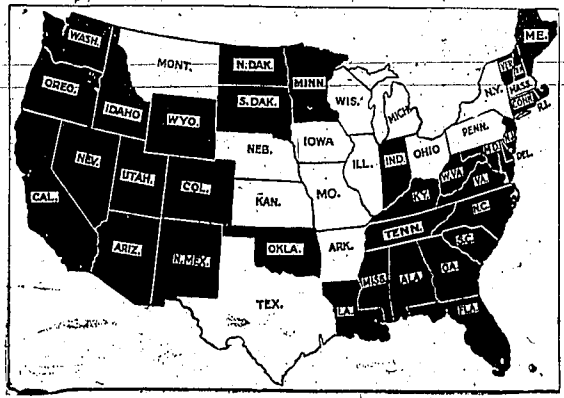 WASH.
MONT.
N.DAK.
MINN.
ME.
VER.
OREG.
IDAHO
WYO.
S.DAK.
WIS.
MICH.
N.Y.
MASS.
CONN.
R.I.
NEV.
UTAH
COL.
NEB.
IOWA
ILL.
IND.
OHIO
PENN.
N.J.
M.D.
DEL.
W.VA.
VA.
CAL.
KAN.
MO.
KY.
N.C.
ARIZ.
N.MEX.
OKLA.
ARK.
TENN.
S.C.
TEX.
LA.
MISS.
ALA.
GA.
FLA.